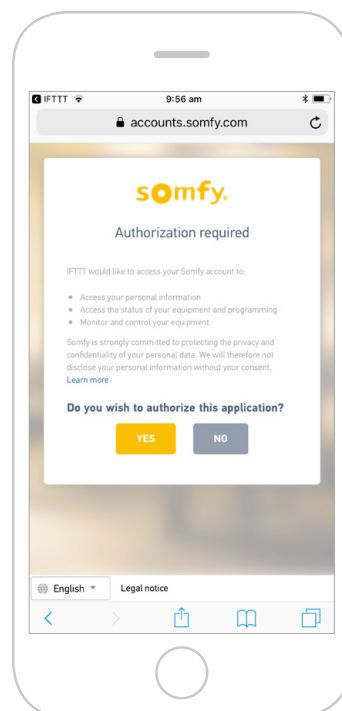 IFTTT
9:56 am
accounts.somfy.com
somfy.
Authorization required
IFTTT would like to access your Somfy account to:
• Access your personal information
• Access the status of your equipment and programming
• Monitor and control your equipment
Somfy is strongly committed to protecting the privacy and
confidentiality of your personal data. We will therefore not
disclose your personal information without your consent.
Learn more
Do you wish to authorize this application?
YES NO
English Legal notice